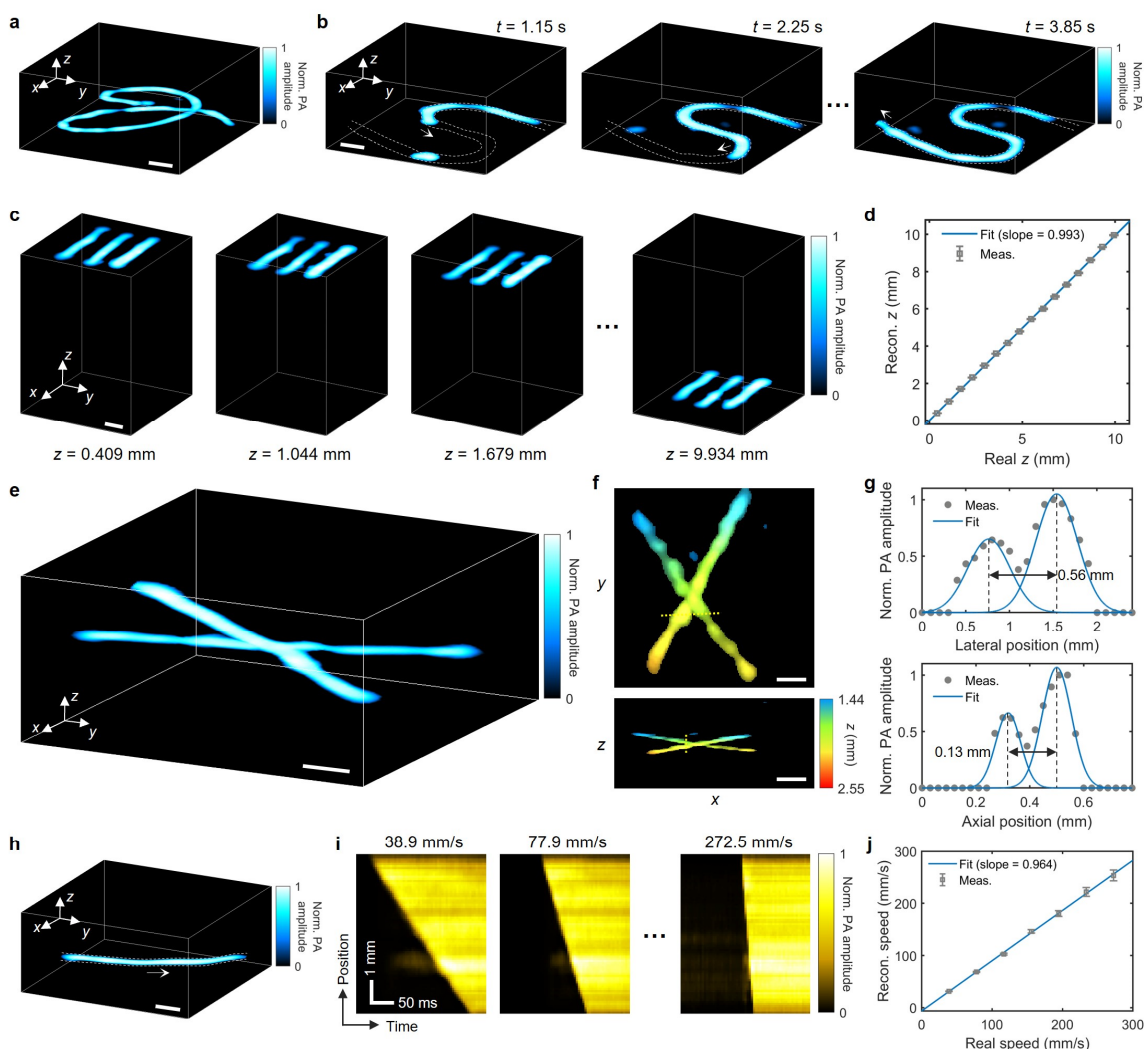 a
z
x
y
1
0
Norm. PA
amplitude
b
t = 1.15 s
t = 2.25 s
t = 3.85 s
z
x
y
...
1
0
Norm. PA
amplitude
c
z
x
y
...
1
0
Norm. PA amplitude
z = 0.409 mm
z = 1.044 mm
z = 1.679 mm
z = 9.934 mm
d
Fit (slope = 0.993)
Meas.
10
8
6
4
2
0
Recon. z (mm)
0
5
10
Real z (mm)
e
z
x
y
1
0
Norm. PA amplitude
f
y
z
x
1.44
2.55
z (mm)
g
Meas.
Fit
1
0.5
0
Norm. PA amplitude
0.56 mm
0
0.5
1
1.5
2
Lateral position (mm)
Meas.
Fit
1
0.5
0
Norm. PA amplitude
0.13 mm
0
0.2
0.4
0.6
Axial position (mm)
h
z
x
y
1
0
Norm. PA
amplitude
i
38.9 mm/s
77.9 mm/s
272.5 mm/s
...
Position
1 mm
50 ms
Time
1
0
Norm. PA amplitude
j
Fit (slope = 0.964)
Meas.
300
200
100
0
Recon. speed (mm/s)
0
100
200
300
Real speed (mm/s)